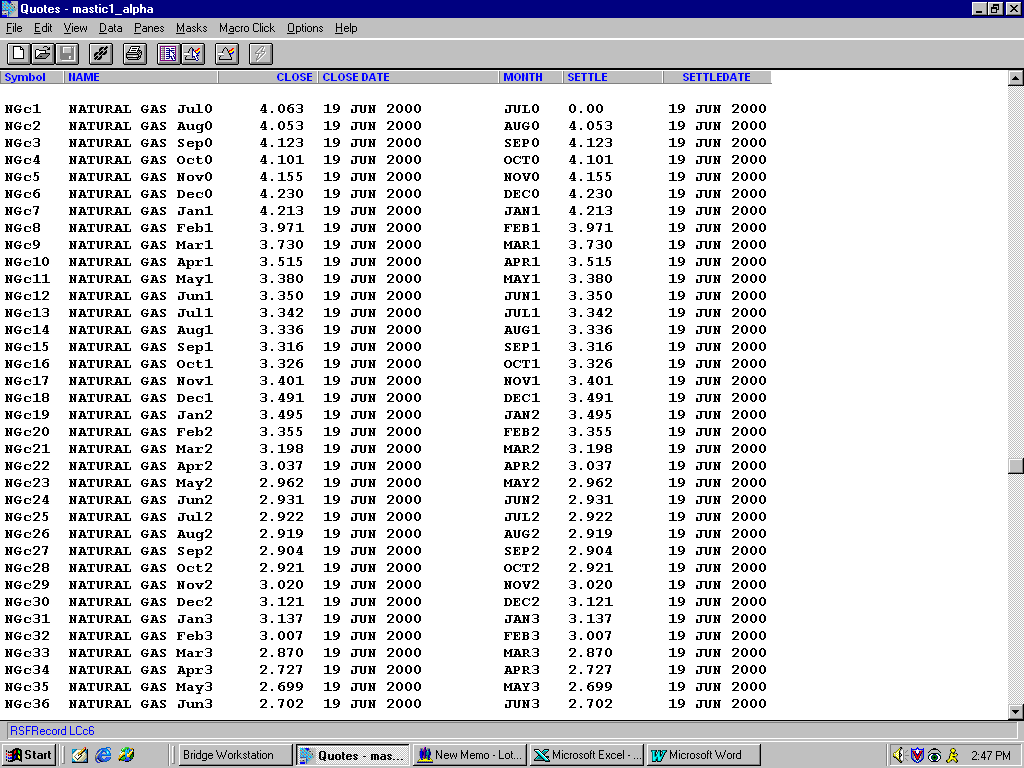 Quotes - mastic1_alpha
File Edit View Data Panes Masks Macro Click Options Help
Symbol NAME CLOSE CLOSE DATE MONTH SETTLE SETTLEDATE
NGc1 NATURAL GAS Jul0 4.063 19 JUN 2000 JUL0 0.00 19 JUN 2000
NGc2 NATURAL GAS Aug0 4.053 19 JUN 2000 AUG0 4.053 19 JUN 2000
NGc3 NATURAL GAS Sep0 4.123 19 JUN 2000 SEP0 4.123 19 JUN 2000
NGc4 NATURAL GAS Oct0 4.101 19 JUN 2000 OCT0 4.101 19 JUN 2000
NGc5 NATURAL GAS Nov0 4.155 19 JUN 2000 NOV0 4.155 19 JUN 2000
NGc6 NATURAL GAS Dec0 4.230 19 JUN 2000 DEC0 4.230 19 JUN 2000
NGc7 NATURAL GAS Jan1 4.213 19 JUN 2000 JAN1 4.213 19 JUN 2000
NGc8 NATURAL GAS Feb1 3.971 19 JUN 2000 FEB1 3.971 19 JUN 2000
NGc9 NATURAL GAS Mar1 3.730 19 JUN 2000 MAR1 3.730 19 JUN 2000
NGc10 NATURAL GAS Apr1 3.515 19 JUN 2000 APR1 3.515 19 JUN 2000
NGc11 NATURAL GAS May1 3.380 19 JUN 2000 MAY1 3.380 19 JUN 2000
NGc12 NATURAL GAS Jun1 3.350 19 JUN 2000 JUN1 3.350 19 JUN 2000
NGc13 NATURAL GAS Jul1 3.342 19 JUN 2000 JUL1 3.342 19 JUN 2000
NGc14 NATURAL GAS Aug1 3.336 19 JUN 2000 AUG1 3.336 19 JUN 2000
NGc15 NATURAL GAS Sep1 3.316 19 JUN 2000 SEP1 3.316 19 JUN 2000
NGc16 NATURAL GAS Oct1 3.326 19 JUN 2000 OCT1 3.326 19 JUN 2000
NGc17 NATURAL GAS Nov1 3.401 19 JUN 2000 NOV1 3.401 19 JUN 2000
NGc18 NATURAL GAS Dec1 3.491 19 JUN 2000 DEC1 3.491 19 JUN 2000
NGc19 NATURAL GAS Jan2 3.495 19 JUN 2000 JAN2 3.495 19 JUN 2000
NGc20 NATURAL GAS Feb2 3.355 19 JUN 2000 FEB2 3.355 19 JUN 2000
NGc21 NATURAL GAS Mar2 3.198 19 JUN 2000 MAR2 3.198 19 JUN 2000
NGc22 NATURAL GAS Apr2 3.037 19 JUN 2000 APR2 3.037 19 JUN 2000
NGc23 NATURAL GAS May2 2.962 19 JUN 2000 MAY2 2.962 19 JUN 2000
NGc24 NATURAL GAS Jun2 2.931 19 JUN 2000 JUN2 2.931 19 JUN 2000
NGc25 NATURAL GAS Jul2 2.922 19 JUN 2000 JUL2 2.922 19 JUN 2000
NGc26 NATURAL GAS Aug2 2.919 19 JUN 2000 AUG2 2.919 19 JUN 2000
NGc27 NATURAL GAS Sep2 2.904 19 JUN 2000 SEP2 2.904 19 JUN 2000
NGc28 NATURAL GAS Oct2 2.921 19 JUN 2000 OCT2 2.921 19 JUN 2000
NGc29 NATURAL GAS Nov2 3.020 19 JUN 2000 NOV2 3.020 19 JUN 2000
NGc30 NATURAL GAS Dec2 3.121 19 JUN 2000 DEC2 3.121 19 JUN 2000
NGc31 NATURAL GAS Jan3 3.137 19 JUN 2000 JAN3 3.137 19 JUN 2000
NGc32 NATURAL GAS Feb3 3.007 19 JUN 2000 FEB3 3.007 19 JUN 2000
NGc33 NATURAL GAS Mar3 2.870 19 JUN 2000 MAR3 2.870 19 JUN 2000
NGc34 NATURAL GAS Apr3 2.727 19 JUN 2000 APR3 2.727 19 JUN 2000
NGc35 NATURAL GAS May3 2.699 19 JUN 2000 MAY3 2.699 19 JUN 2000
NGc36 NATURAL GAS Jun3 2.702 19 JUN 2000 JUN3 2.702 19 JUN 2000
RSFRecord LCc6
Start Bridge Workstation Quotes - mas... New Memo - Lot... Microsoft Excel - ... Microsoft Word 2:47 PM